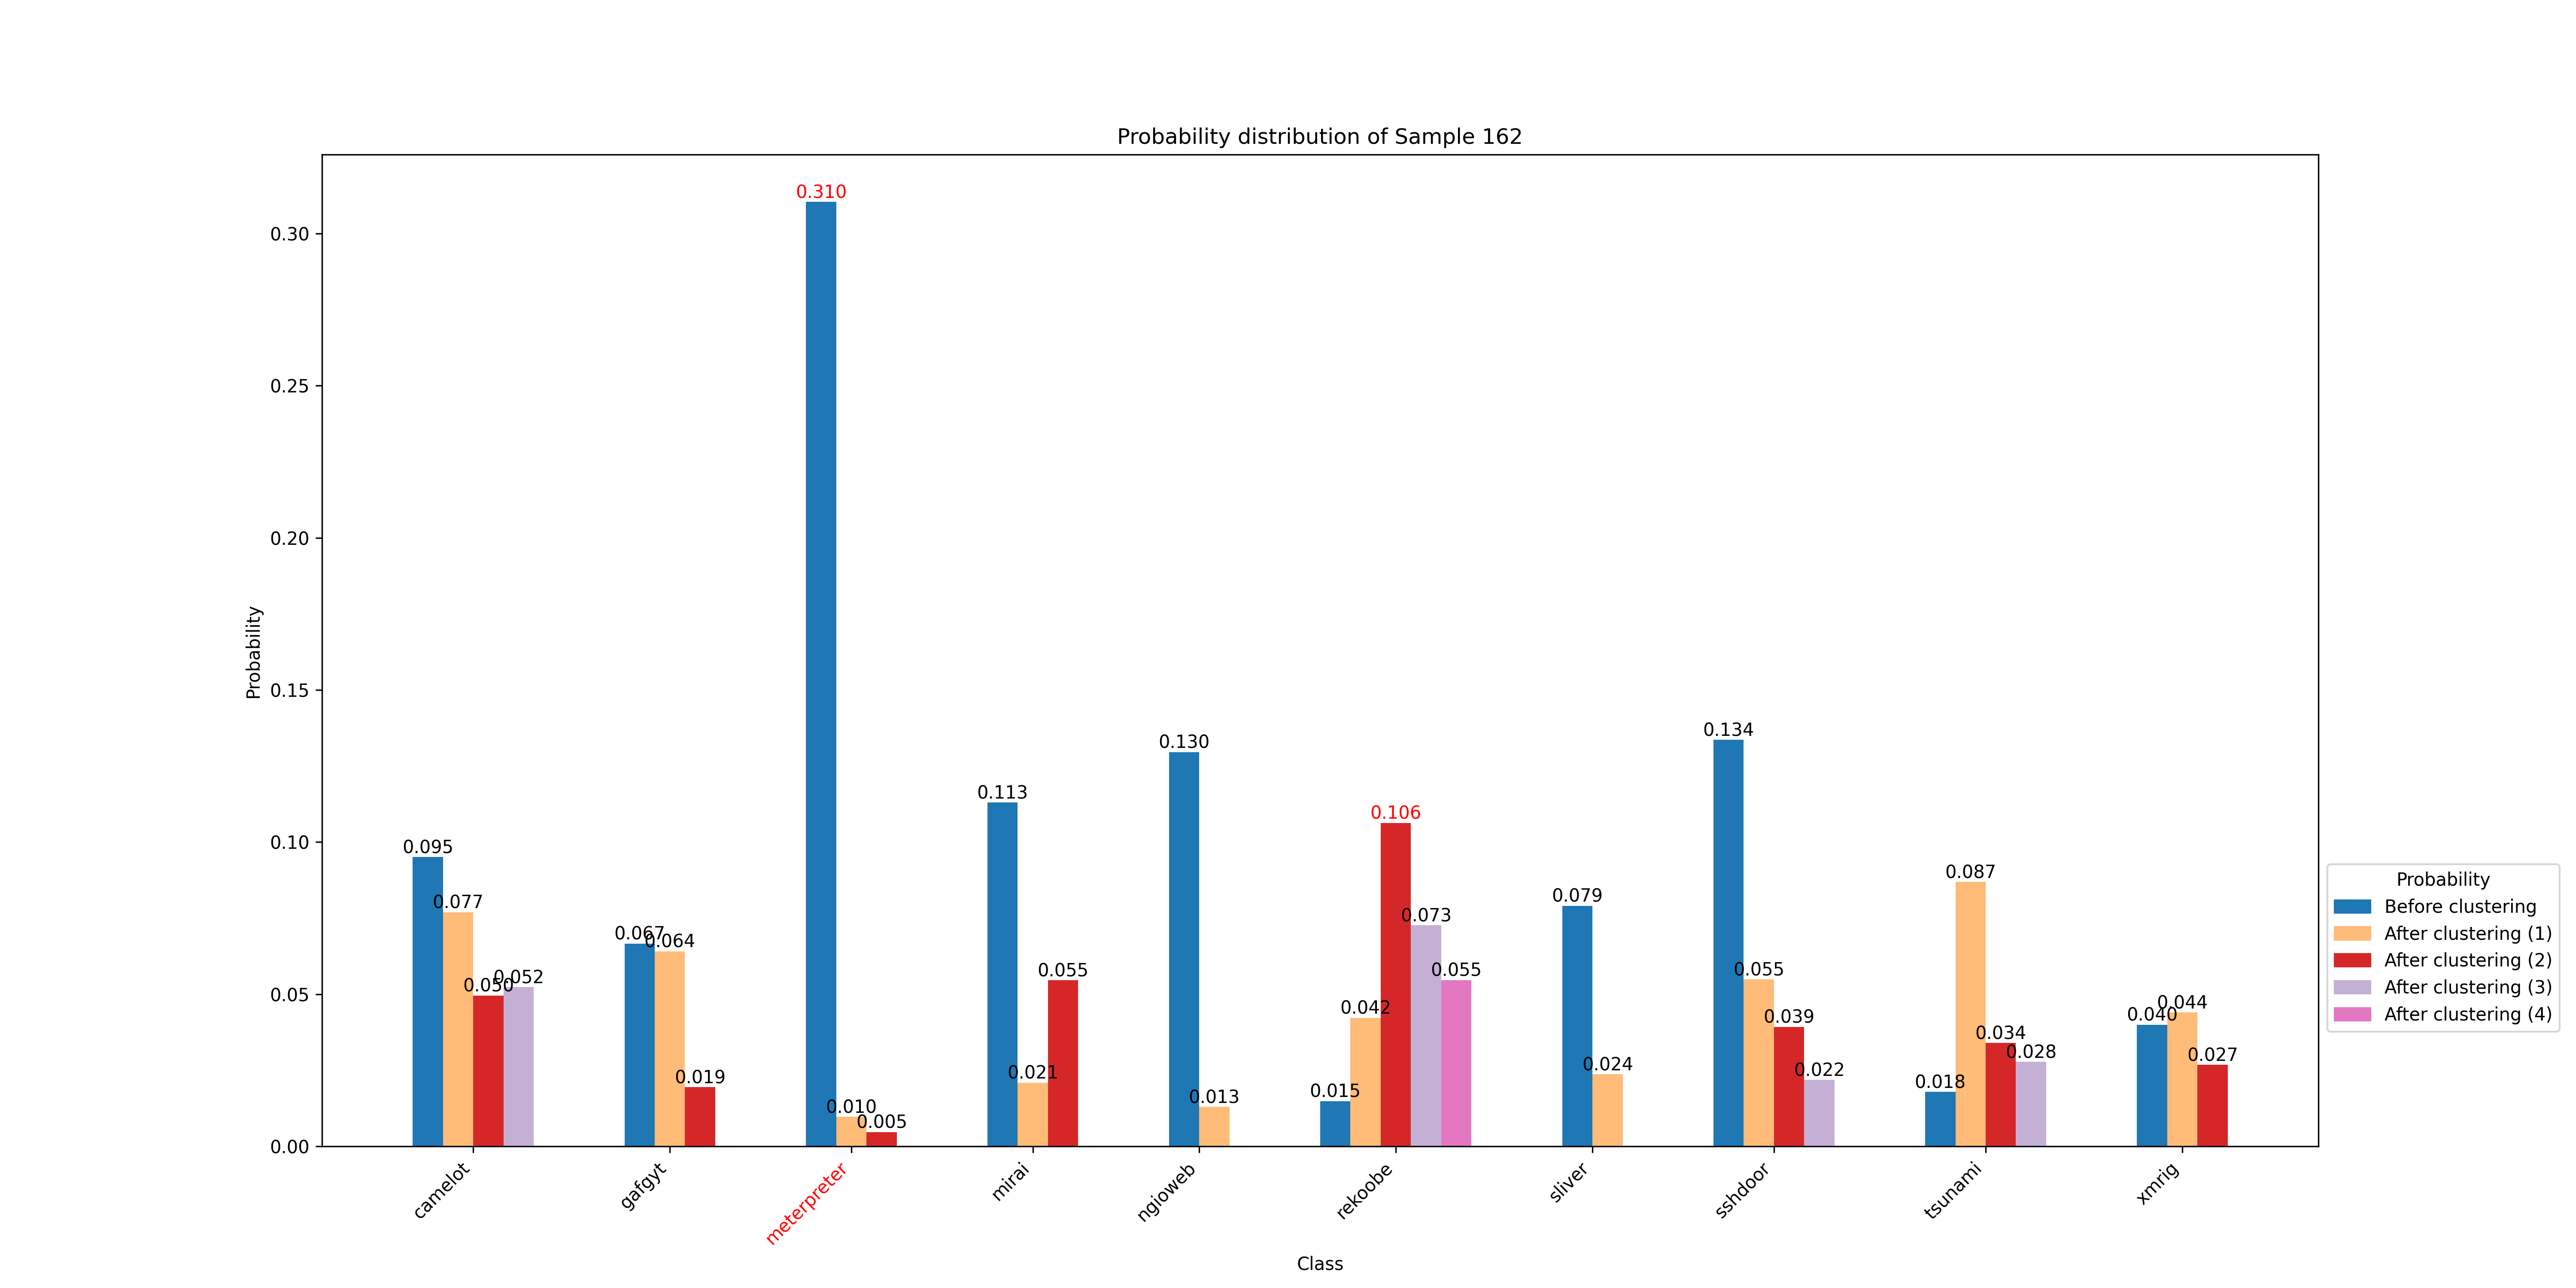 Probability distribution of Sample 162
Probability
0.30
0.25
0.20
0.15
0.10
0.05
0.00
0.095
0.077
0.050
0.052
0.067
0.064
0.019
0.310
0.010
0.005
0.113
0.021
0.055
0.130
0.013
0.015
0.042
0.106
0.073
0.055
0.079
0.024
0.134
0.055
0.039
0.022
0.018
0.087
0.034
0.028
0.040
0.044
0.027
camelot
gafgyt
meterpreter
mirai
ngioweb
rekoobe
sliver
sshdoor
tsunami
xmrig
Class
Probability
Before clustering
After clustering (1)
After clustering (2)
After clustering (3)
After clustering (4)